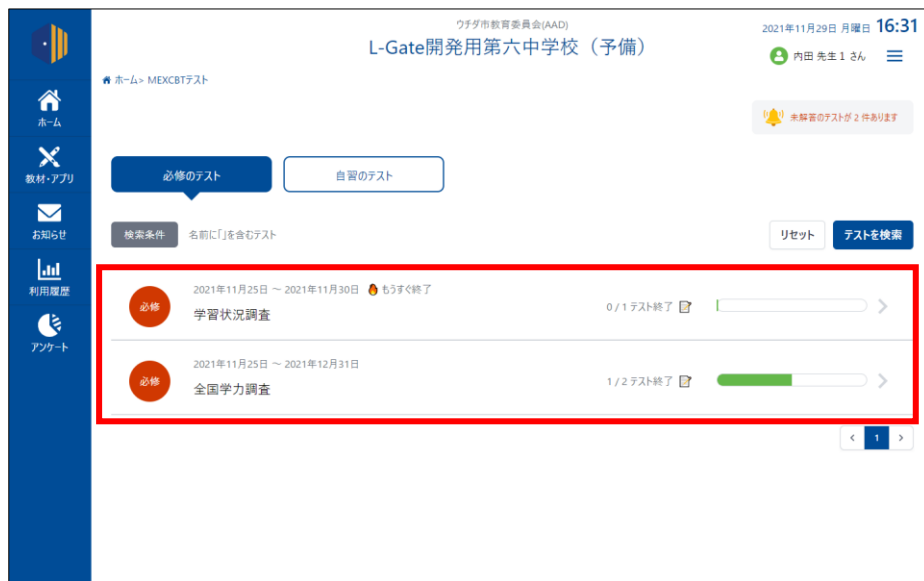 ウチダ市教育委員会(AAD)
2021年11月29日 月曜日 16:31
L-Gate開発用第六中学校（予備）
内田 先生1 さん
ホーム> MEXCBTテスト
ホーム
未解答のテストが 2 件あります
教材・アプリ
必修のテスト
自習のテスト
お知らせ
検索条件
名前に「」を含むテスト
リセット
テストを検索
利用履歴
2021年11月25日 ～ 2021年11月30日 もうすぐ終了
必修
学習状況調査
0 / 1 テスト終了
アンケート
2021年11月25日 ～ 2021年12月31日
必修
全国学力調査
1 / 2 テスト終了
< 1 >